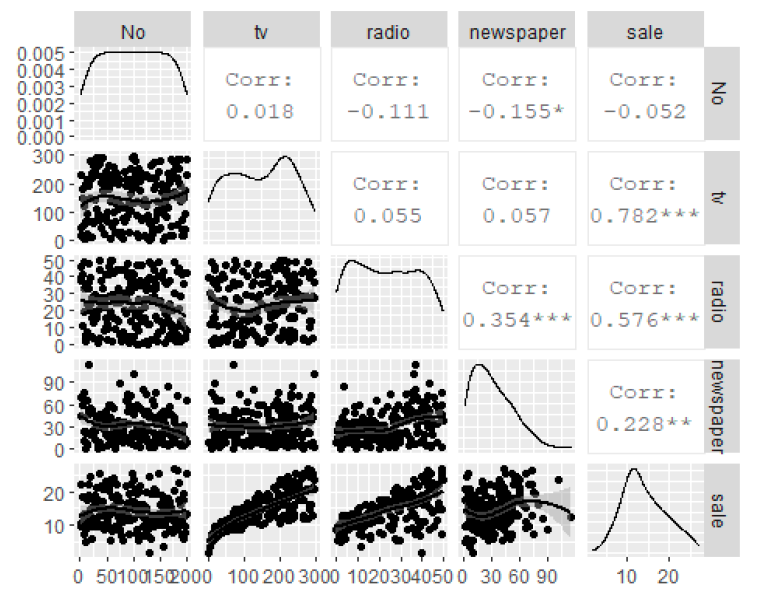 No tv radio newspaper sale
0.005
0.004
0.003
0.002
0.001
0.000
Corr:
0.018
Corr:
-0.111
Corr:
-0.155*
Corr:
-0.052
No
300
200
100
0
Corr:
0.055
Corr:
0.057
Corr:
0.782***
tv
50
40
30
20
10
0
Corr:
0.354***
Corr:
0.576***
radio
90
60
30
0
Corr:
0.228**
newspaper
20
10
sale
0 50 100 150 200 0 100 200 300 0 10 20 30 40 50 0 30 60 90 10 20